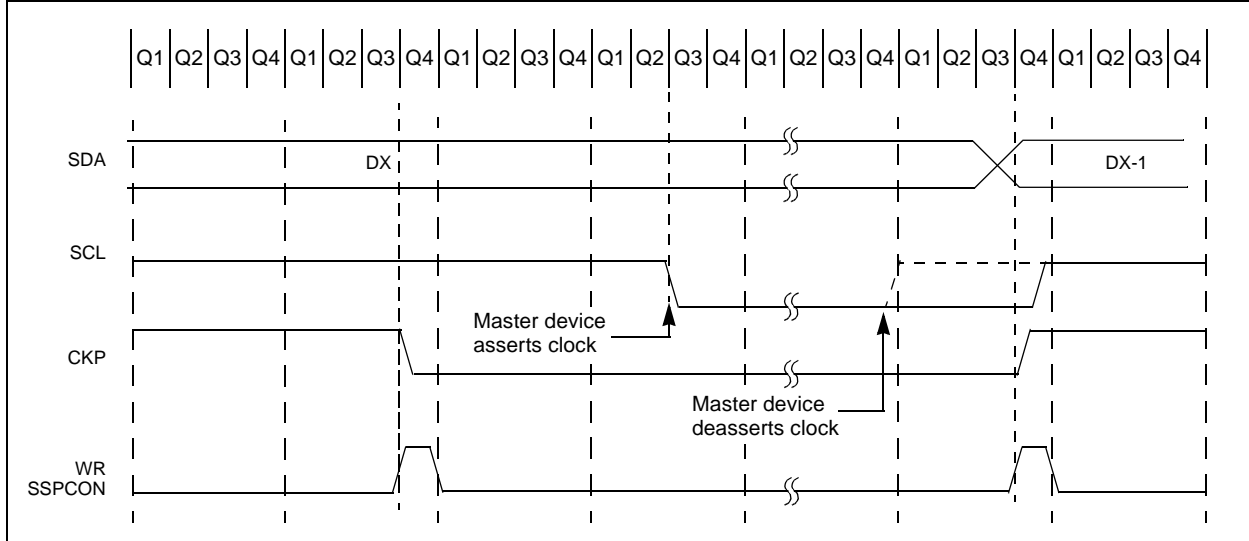 Q1 Q2 Q3 Q4 Q1 Q2 Q3 Q4 Q1 Q2 Q3 Q4 Q1 Q2 Q3 Q4 Q1 Q2 Q3 Q4 Q1 Q2 Q3 Q4 Q1 Q2 Q3 Q4
SDA
DX
DX-1
SCL
Master device
asserts clock
CKP
Master device
deasserts clock
WR
SSPCON